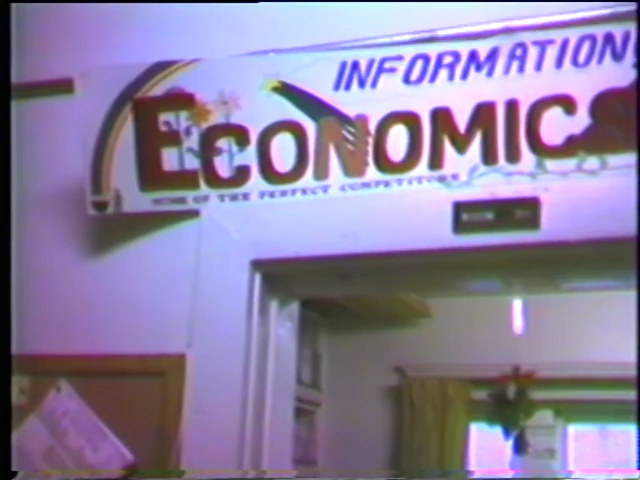 INFORMATION
ECONOMICS
HOME OF THE PERFECT COMPETITORS